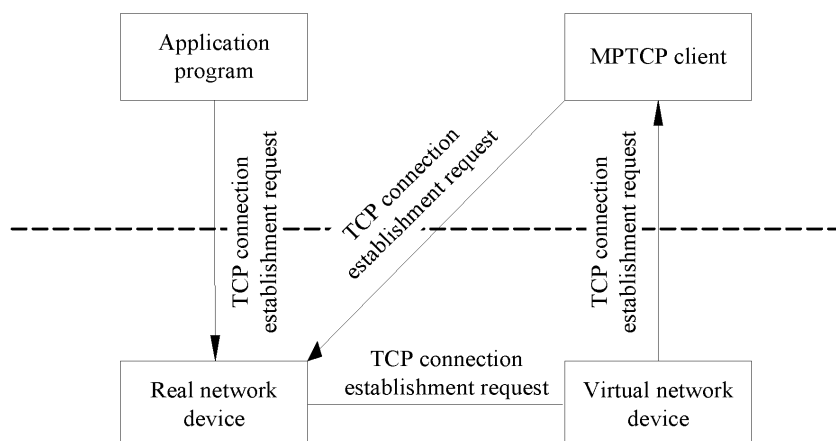 Application
program
MPTCP client
TCP connection
establishment request
TCP connection
establishment request
TCP connection
establishment request
TCP connection
establishment request
Real network
device
Virtual network
device